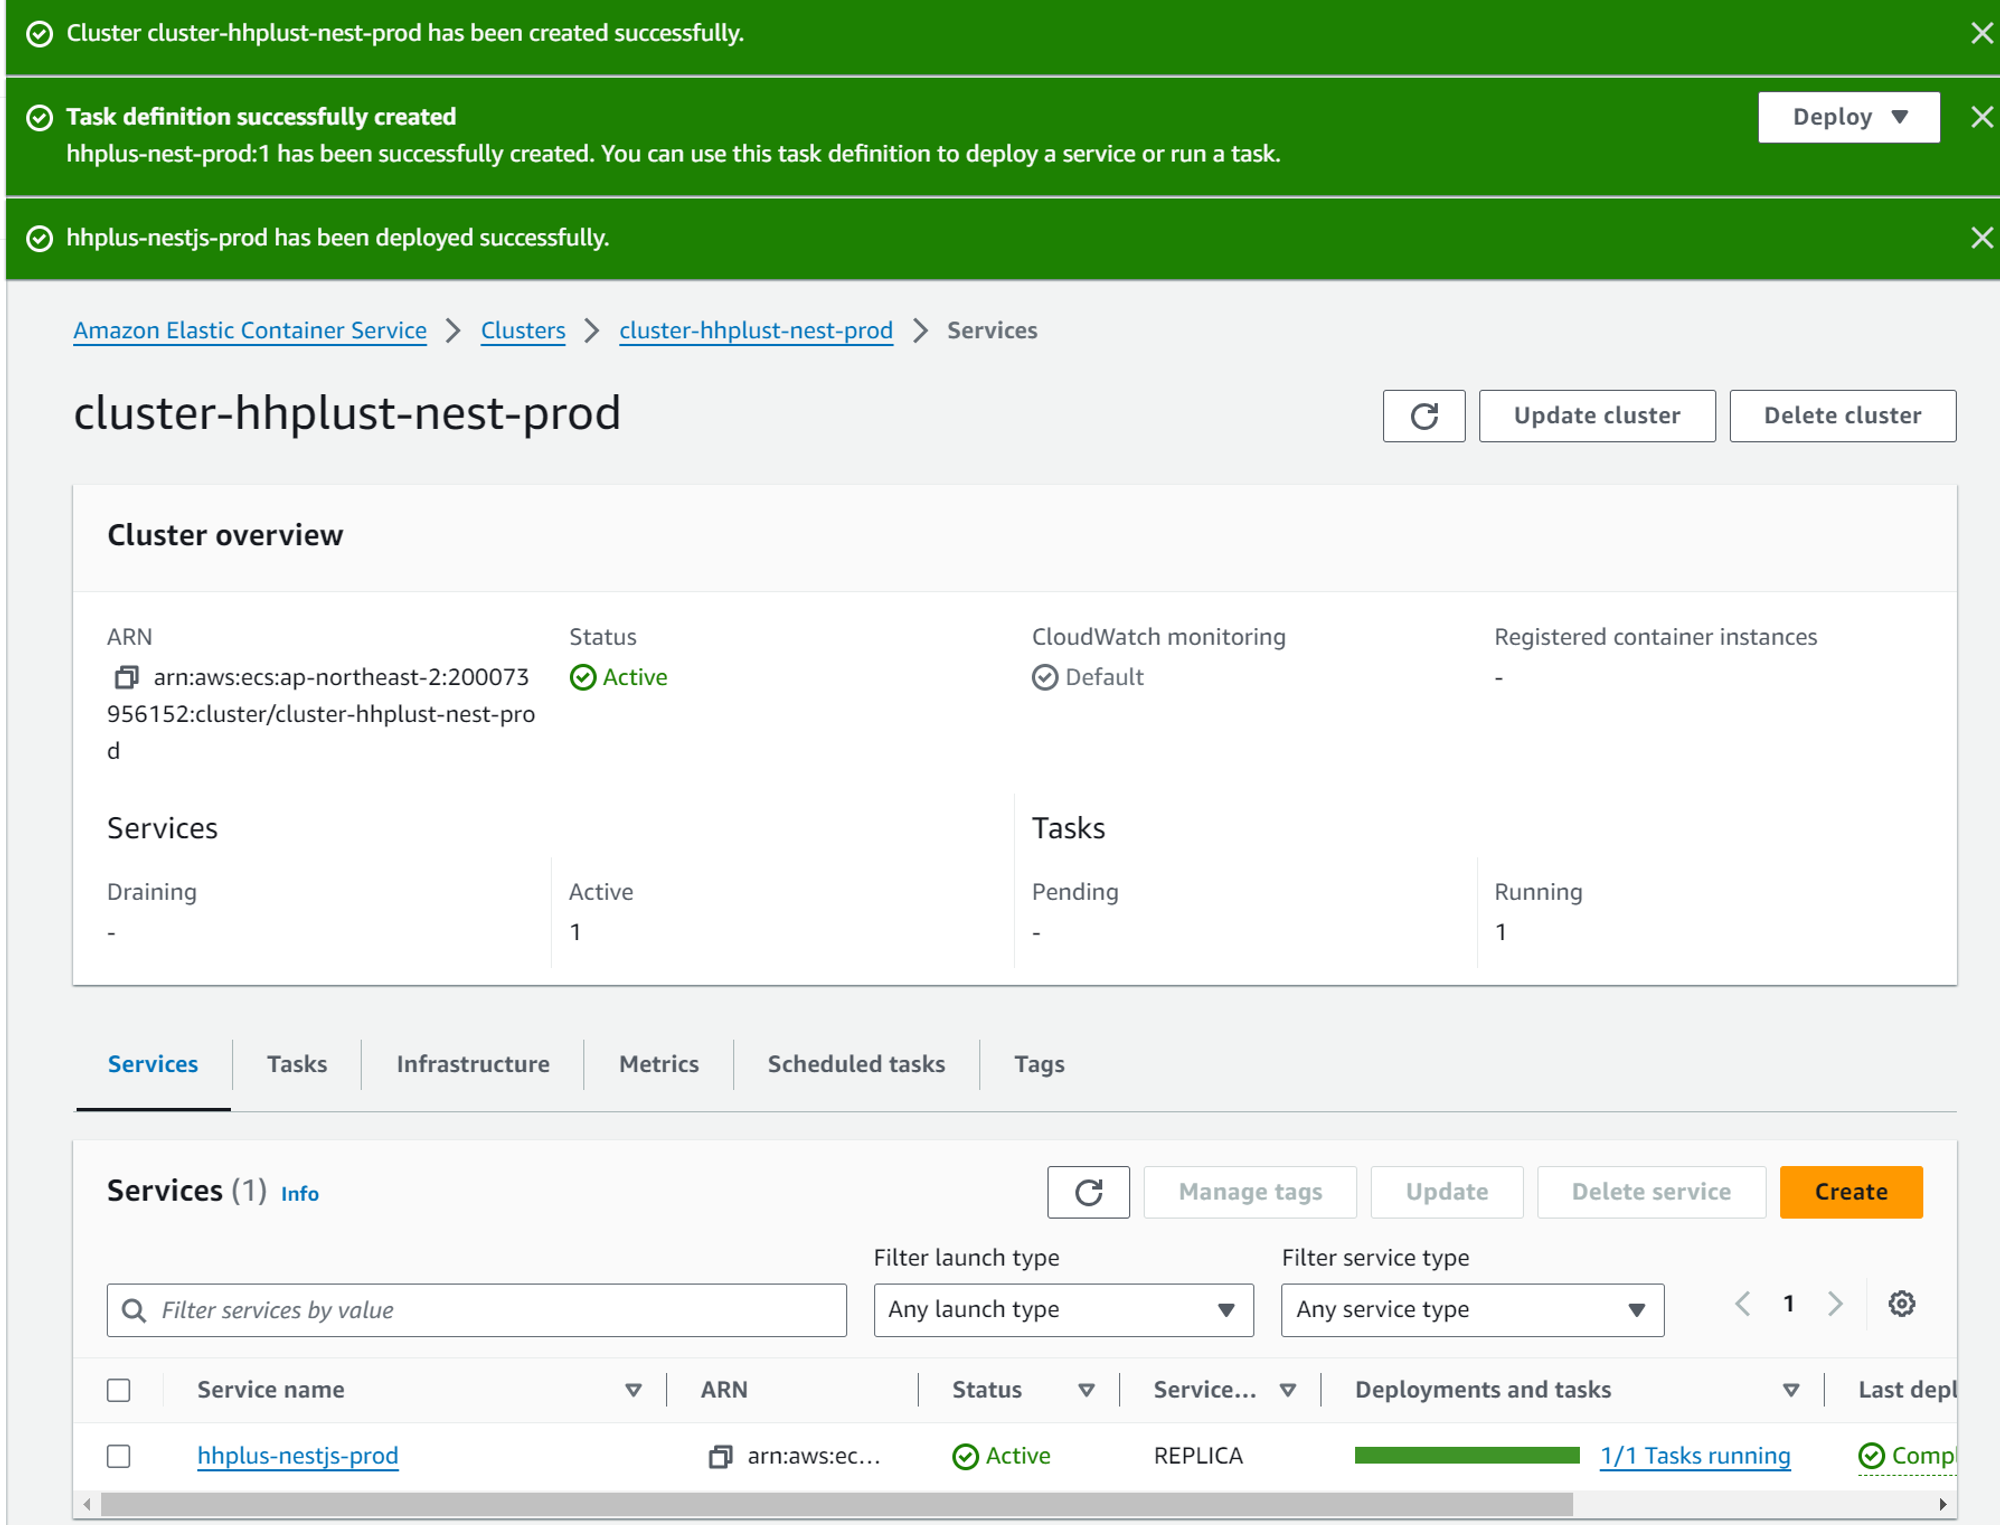 Cluster cluster-hhplust-nest-prod has been created successfully.
Task definition successfully created
Deploy
hhplus-nest-prod:1 has been successfully created. You can use this task definition to deploy a service or run a task.
hhplus-nestjs-prod has been deployed successfully.
Amazon Elastic Container Service > Clusters > cluster-hhplust-nest-prod > Services
cluster-hhplust-nest-prod
Update cluster
Delete cluster
Cluster overview
ARN
arn:aws:ecs:ap-northeast-2:200073
956152:cluster/cluster-hhplust-nest-pro
d
Status
Active
CloudWatch monitoring
Default
Registered container instances
-
Services
Draining
-
Active
1
Tasks
Pending
-
Running
1
Services
Tasks
Infrastructure
Metrics
Scheduled tasks
Tags
Services (1) Info
Manage tags
Update
Delete service
Create
Filter services by value
Filter launch type
Any launch type
Filter service type
Any service type
1
Service name
ARN
Status
Service...
Deployments and tasks
Last depl
hhplus-nestjs-prod
arn:aws:ec...
Active
REPLICA
1/1 Tasks running
Compl